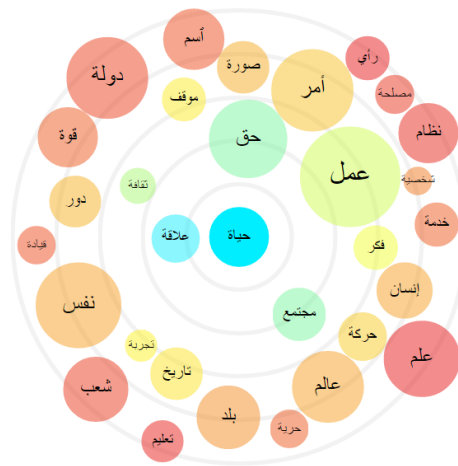 أسم
رأي
صورة
دولة
أمر
مصلحة
موقف
نظام
قوة
حق
عمل
شخصية
ثقافة
دور
خدمة
حياة
علاقة
قيادة
فكر
إنسان
نفس
مجتمع
حركة
تجربة
علم
تاريخ
عالم
شعب
بلد
حرية
تعليم